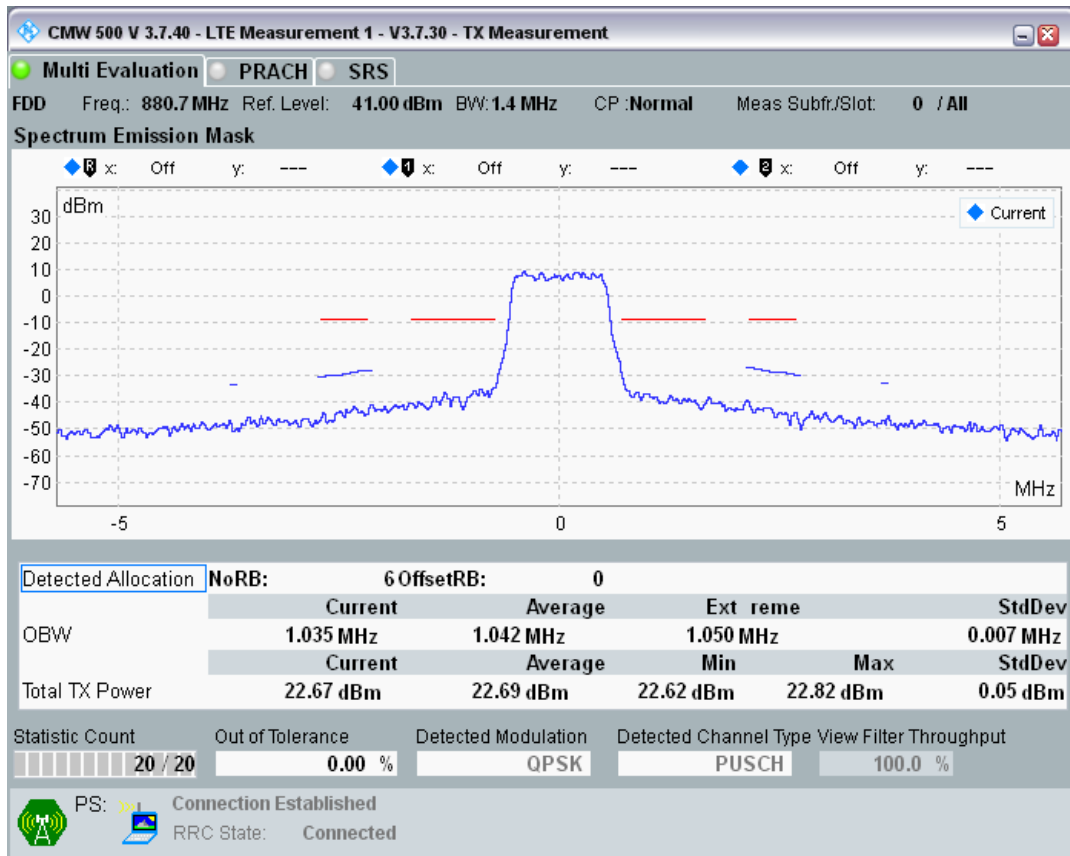 CMW 500 V 3.7.40 - LTE Measurement 1 - V3.7.30 - TX Measurement
Multi Evaluation PRACH SRS
FDD Freq.: 880.7 MHz Ref. Level: 41.00 dBm BW: 1.4 MHz CP :Normal Meas Subfr./Slot: 0 / All
Spectrum Emission Mask
R x: Off y: --- 1 x: Off y: --- 2 x: Off y: ---
dBm
Current
30
20
10
0
-10
-20
-30
-40
-50
-60
-70
MHz
-5 0 5
Detected Allocation NoRB: 6 OffsetRB: 0
Current Average Ext reme StdDev
OBW 1.035 MHz 1.042 MHz 1.050 MHz 0.007 MHz
Current Average Min Max StdDev
Total TX Power 22.67 dBm 22.69 dBm 22.62 dBm 22.82 dBm 0.05 dBm
Statistic Count Out of Tolerance Detected Modulation Detected Channel Type View Filter Throughput
20 / 20 0.00 % QPSK PUSCH 100.0 %
PS: Connection Established
RRC State: Connected